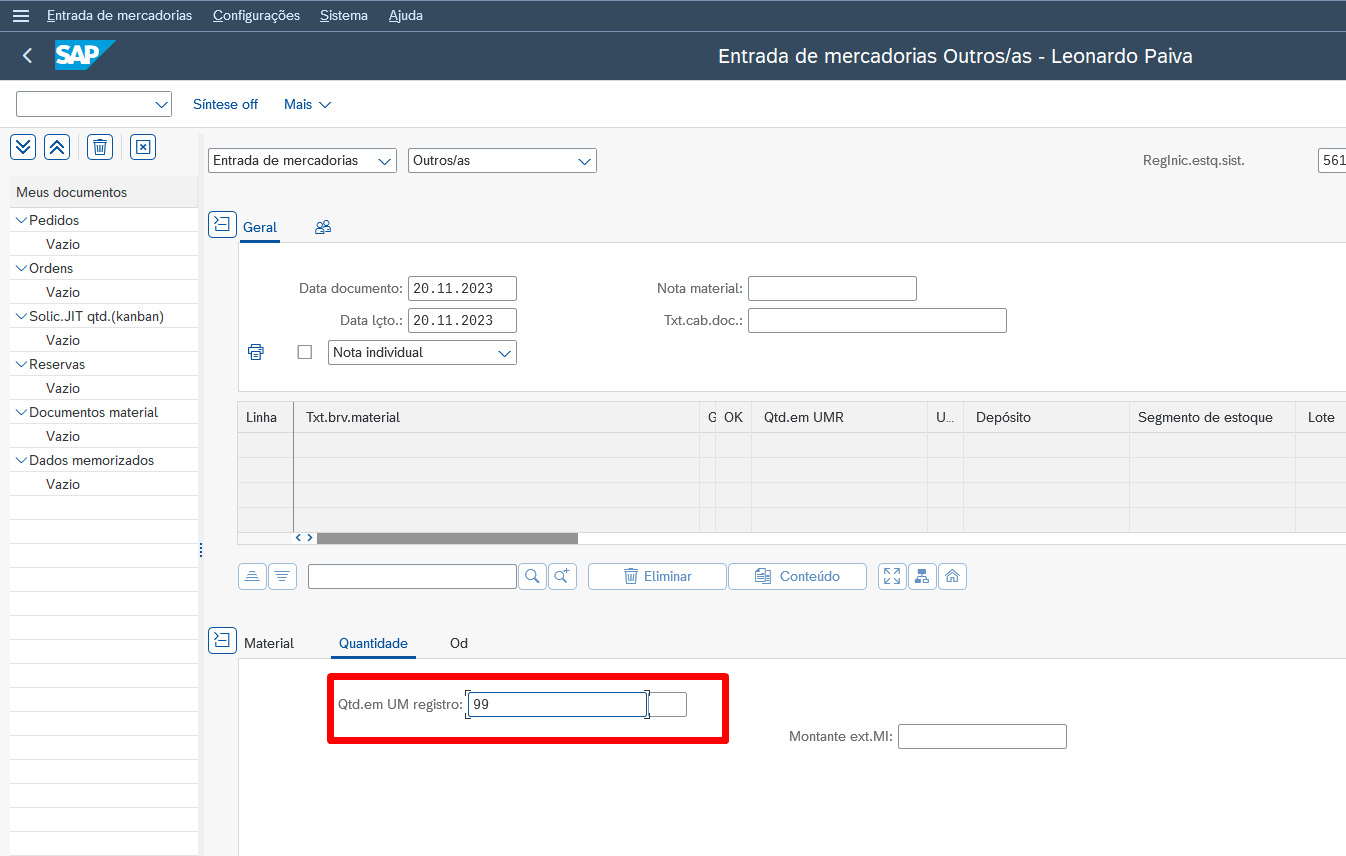 Entrada de mercadorias Configurações Sistema Ajuda
SAP
Entrada de mercadorias Outros/as - Leonardo Paiva
Síntese off Mais
Entrada de mercadorias Outros/as RegInic.estq.sist. 561
Meus documentos
Pedidos
Vazio
Ordens
Vazio
Solic.JIT qtd.(kanban)
Vazio
Reservas
Vazio
Documentos material
Vazio
Dados memorizados
Vazio
Geral
Data documento: 20.11.2023 Nota material:
Data lçto.: 20.11.2023 Txt.cab.doc.:
Nota individual
Linha Txt.brv.material G OK Qtd.em UMR U... Depósito Segmento de estoque Lote
Eliminar Conteúdo
Material Quantidade Od
Qtd.em UM registro: 99
Montante ext.MI: